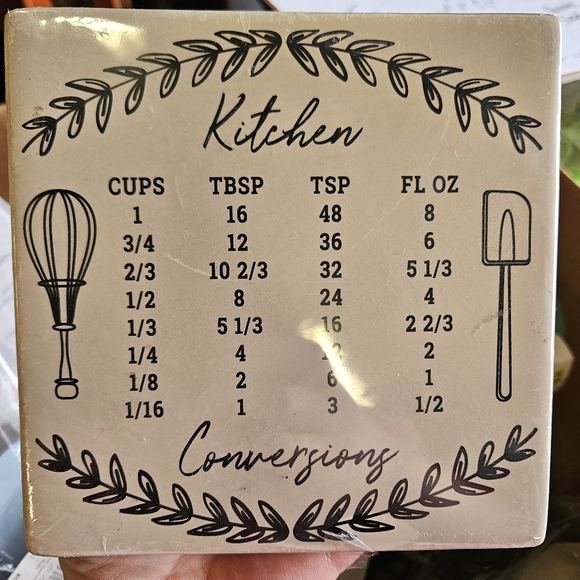 Kitchen
CUPS TBSP TSP FL OZ
1 16 48 8
3/4 12 36 6
2/3 10 2/3 32 5 1/3
1/2 8 24 4
1/3 5 1/3 16 2 2/3
1/4 4 12 2
1/8 2 6 1
1/16 1 3 1/2
Conversions